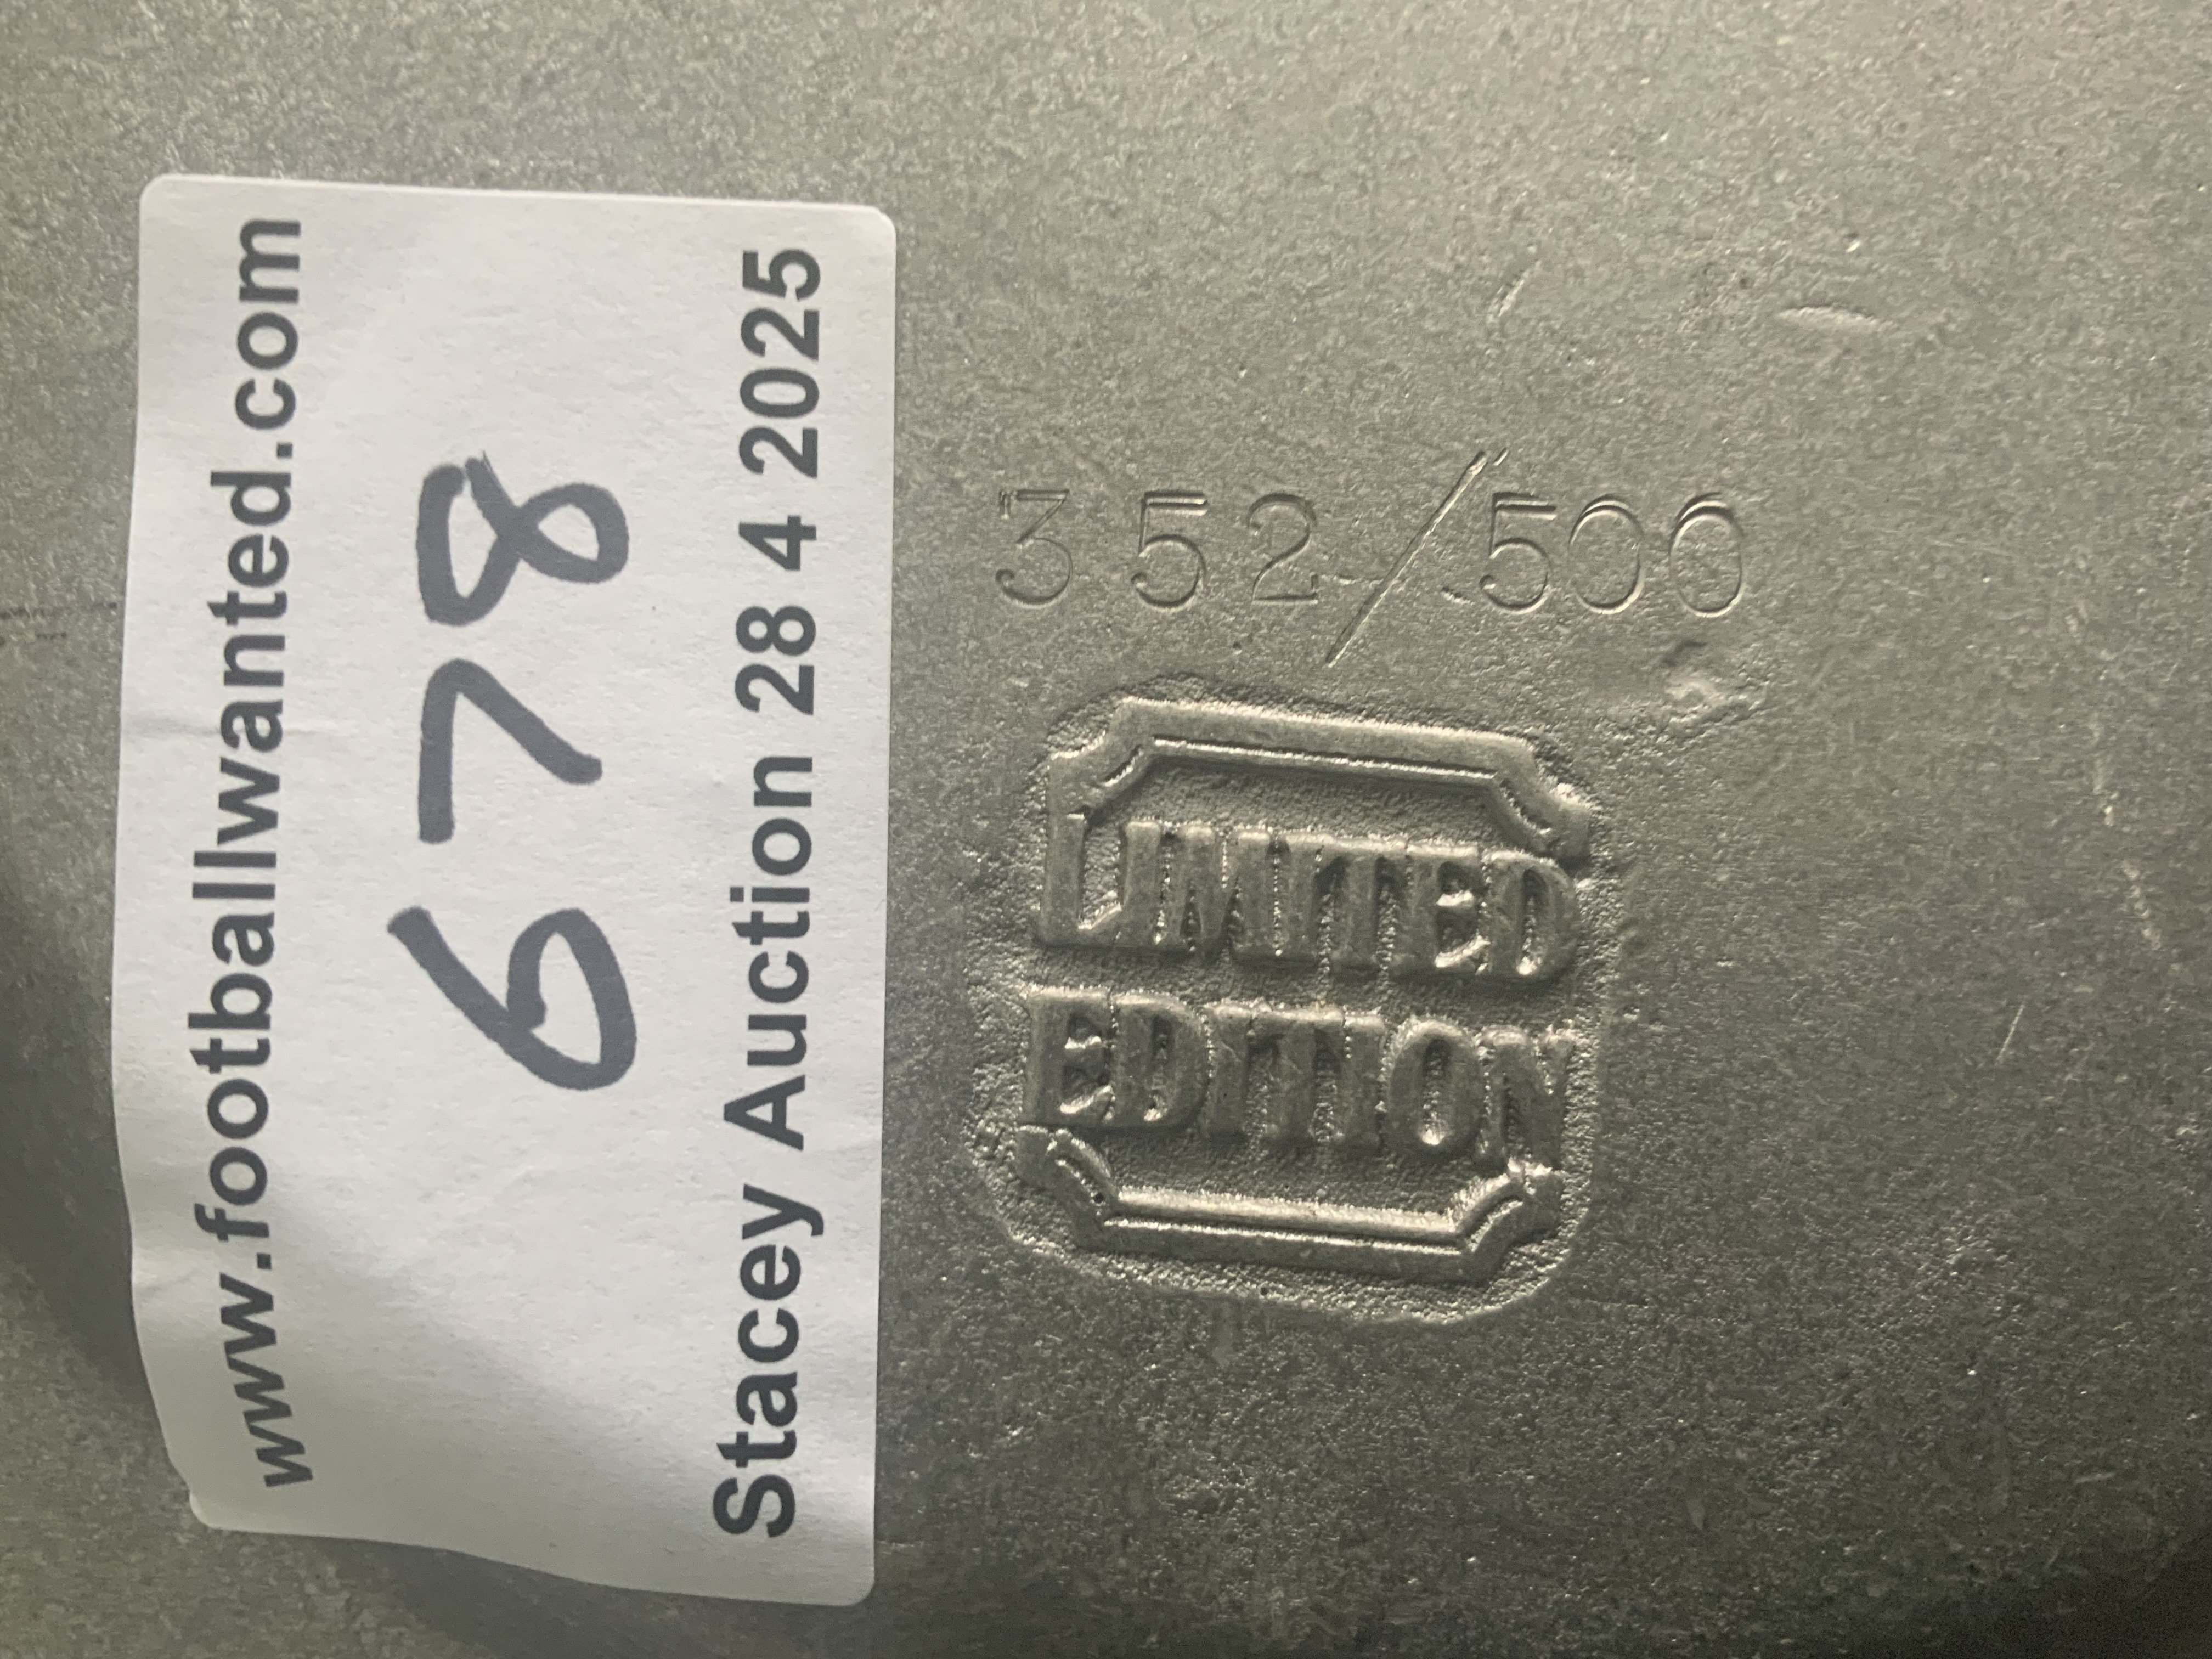 www.footballwanted.com
678
Stacey Auction 28 4 2025
352/500
LIMITED
EDITION